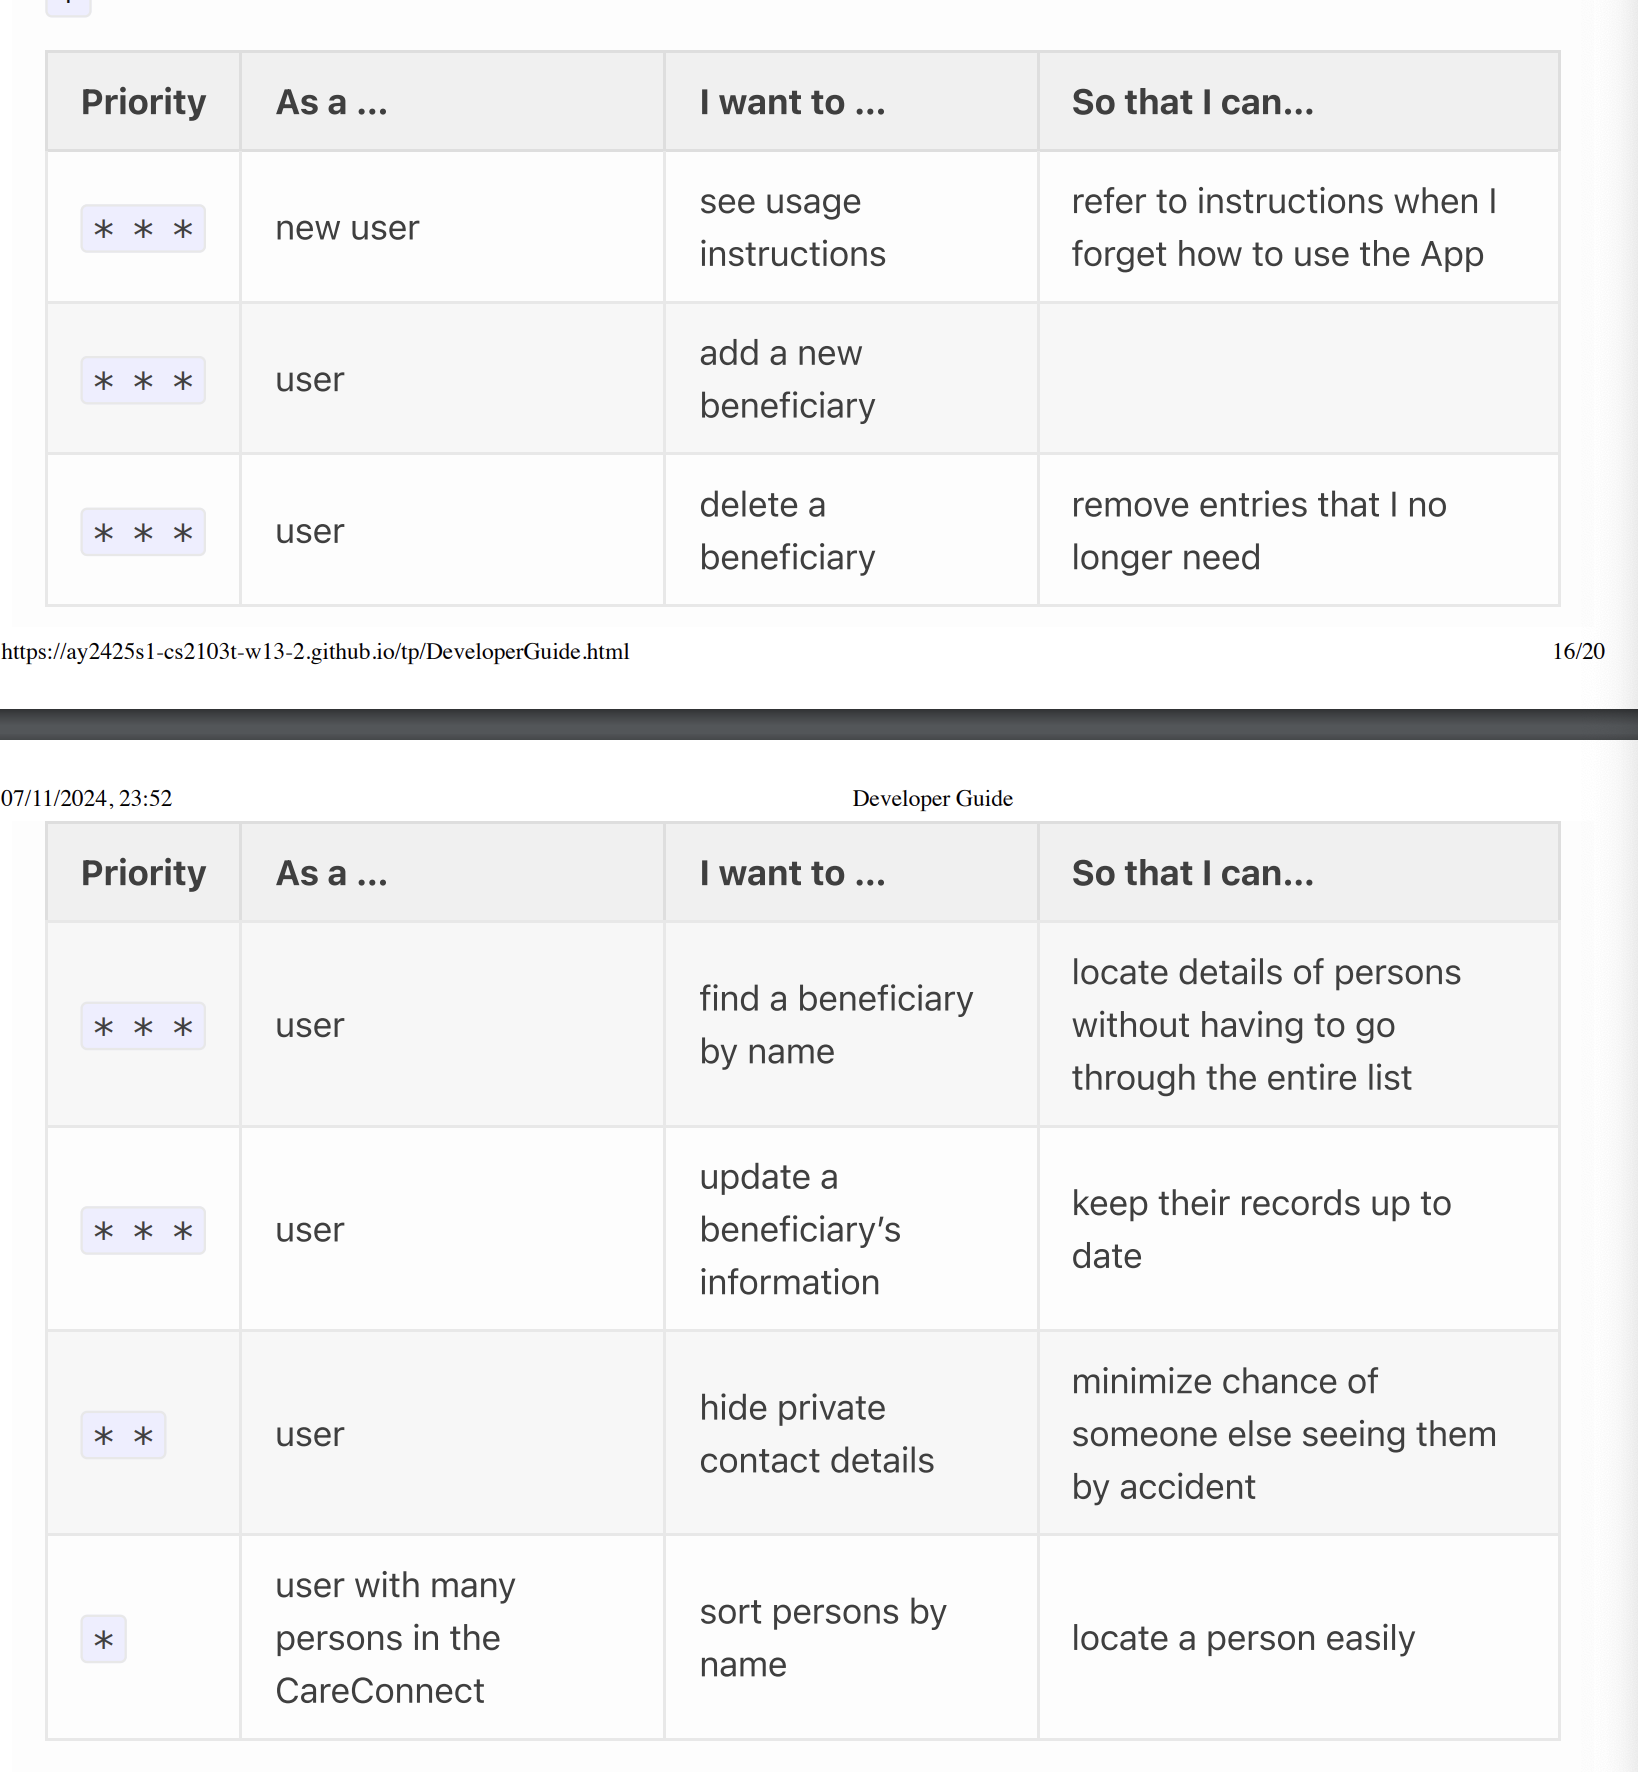 Priority As a ... I want to ... So that I can...
* * * new user see usage instructions refer to instructions when I forget how to use the App
* * * user add a new beneficiary
* * * user delete a beneficiary remove entries that I no longer need
https://ay2425s1-cs2103t-w13-2.github.io/tp/DeveloperGuide.html 16/20
07/11/2024, 23:52 Developer Guide
Priority As a ... I want to ... So that I can...
* * * user find a beneficiary by name locate details of persons without having to go through the entire list
* * * user update a beneficiary’s information keep their records up to date
* * user hide private contact details minimize chance of someone else seeing them by accident
* user with many persons in the CareConnect sort persons by name locate a person easily